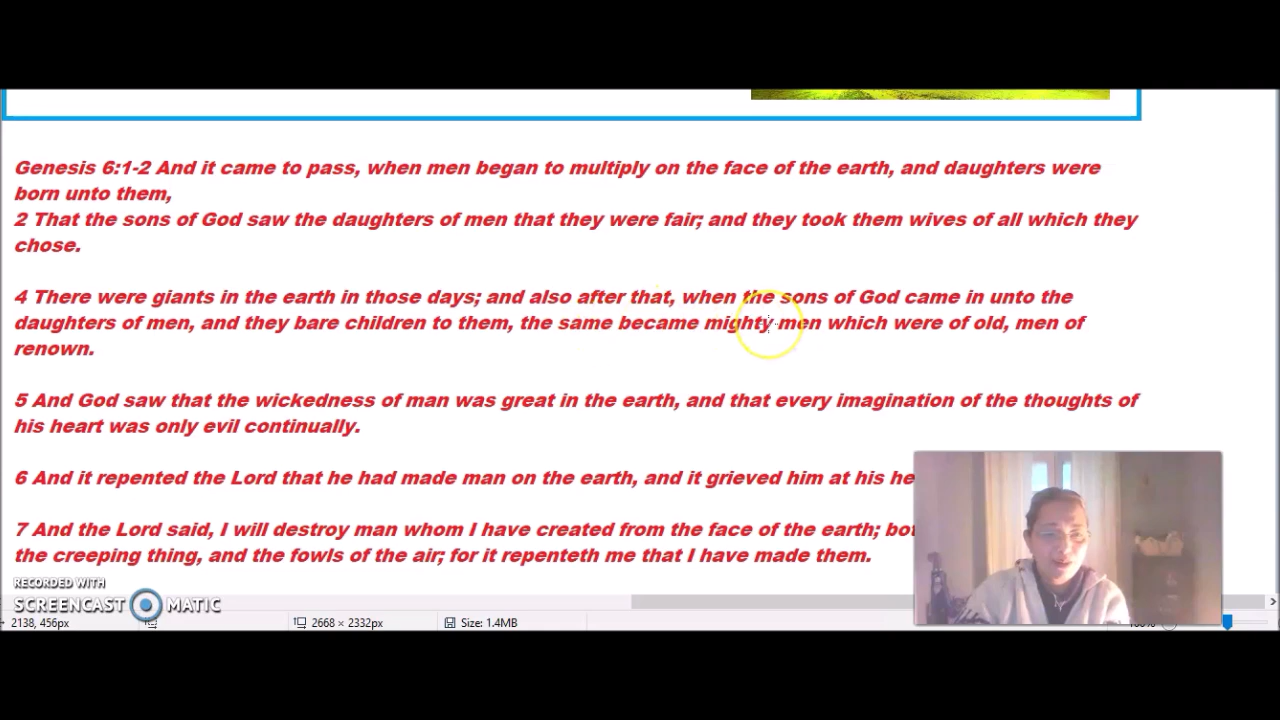 Genesis 6:1-2 And it came to pass, when men began to multiply on the face of the earth, and daughters were
born unto them,
2 That the sons of God saw the daughters of men that they were fair; and they took them wives of all which they
chose.
4 There were giants in the earth in those days; and also after that, when the sons of God came in unto the
daughters of men, and they bare children to them, the same became mighty men which were of old, men of
renown.
5 And God saw that the wickedness of man was great in the earth, and that every imagination of the thoughts of
his heart was only evil continually.
6 And it repented the Lord that he had made man on the earth, and it grieved him at his he
7 And the Lord said, I will destroy man whom I have created from the face of the earth; bot
the creeping thing, and the fowls of the air; for it repenteth me that I have made them.
RECORDED WITH
SCREENCAST MATIC
2138, 456px 2668 × 2332px Size: 1.4MB